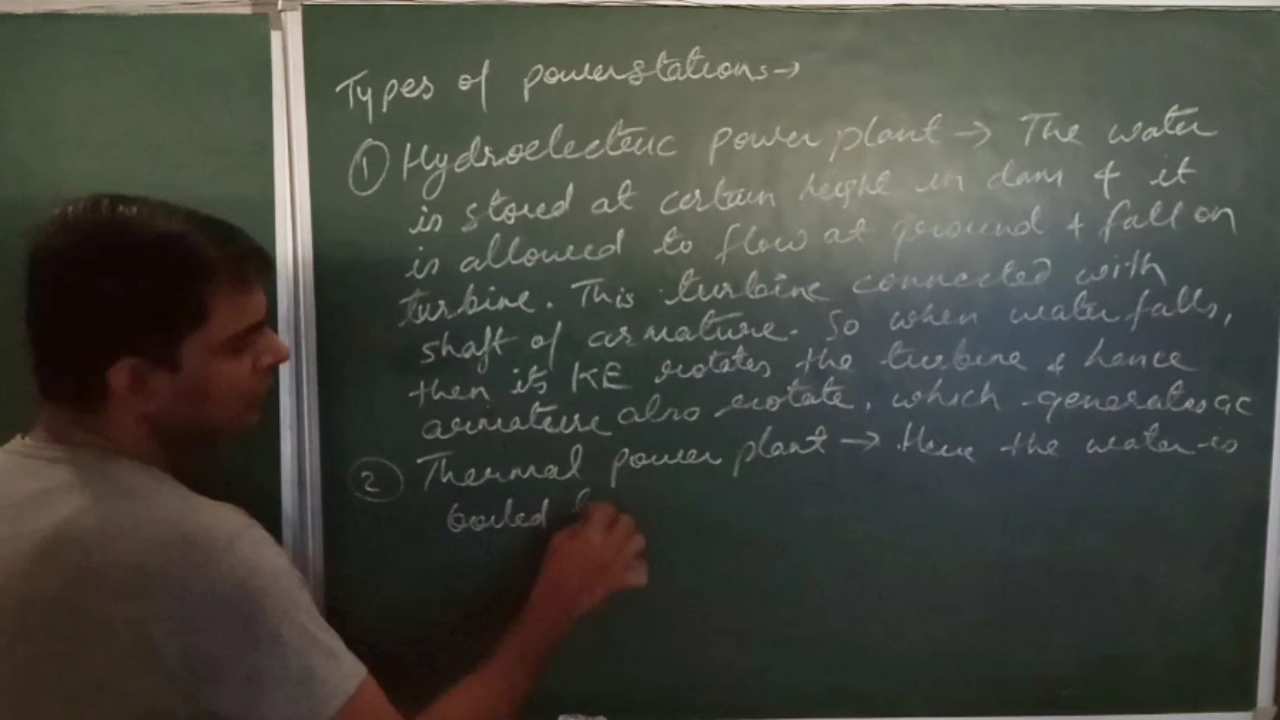 Types of powerstations→
① Hydroelectric power plant → The water
is stored at certain height in dam & it
is allowed to flow at ground & fall on
turbine. This turbine connected with
shaft of armature. So when water falls,
then its KE rotates the turbine & hence
armature also rotate, which generates ac
② Thermal power plant → Here the water is
boiled